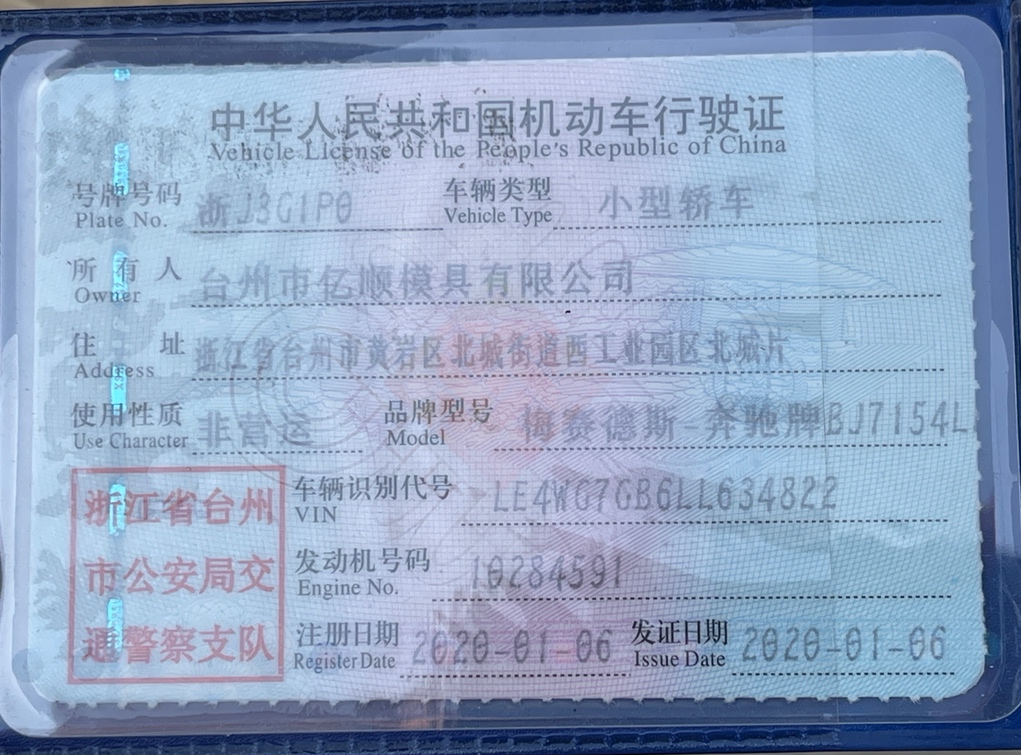 中华人民共和国机动车行驶证
Vehicle License of the People's Republic of China
号牌号码 浙J3G1P0 车辆类型 小型轿车
Plate No. Vehicle Type
所有人 台州市亿顺模具有限公司
Owner
住址 浙江省台州市黄岩区北城街道西工业园区北城片
Address
使用性质 非营运 品牌型号 梅赛德斯-奔驰牌BJ7154L
Use Character Model
车辆识别代号 LE4WG7GB6LL634822
VIN
发动机号码 10284591
Engine No.
注册日期 2020-01-06 发证日期 2020-01-06
Register Date Issue Date
浙江省台州
市公安局交
通警察支队